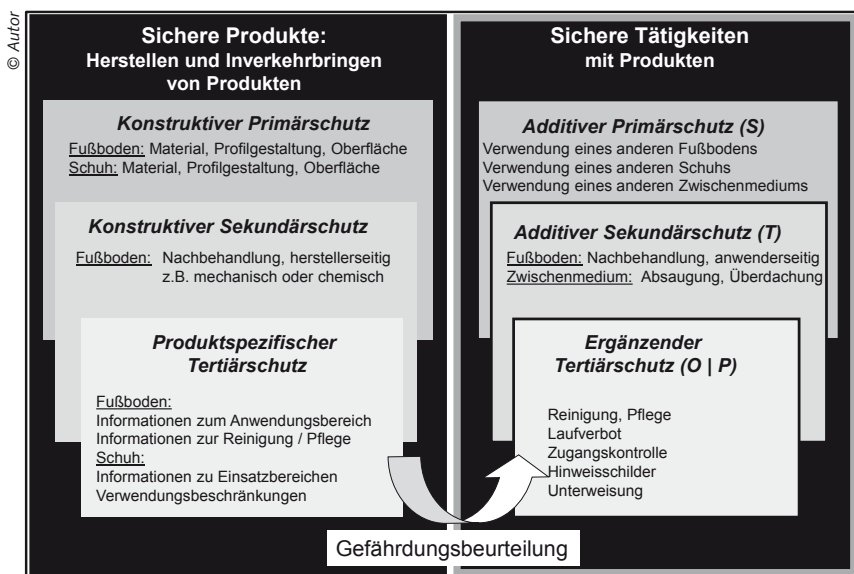 © Autor
Sichere Produkte:
Herstellen und Inverkehrbringen
von Produkten
Konstruktiver Primärschutz
Fußboden: Material, Profilgestaltung, Oberfläche
Schuh: Material, Profilgestaltung, Oberfläche
Konstruktiver Sekundärschutz
Fußboden: Nachbehandlung, herstellerseitig
z.B. mechanisch oder chemisch
Produktspezifischer
Tertiärschutz
Fußboden:
Informationen zum Anwendungsbereich
Informationen zur Reinigung / Pflege
Schuh:
Informationen zu Einsatzbereichen
Verwendungsbeschränkungen
Sichere Tätigkeiten
mit Produkten
Additiver Primärschutz (S)
Verwendung eines anderen Fußbodens
Verwendung eines anderen Schuhs
Verwendung eines anderen Zwischenmediums
Additiver Sekundärschutz (T)
Fußboden: Nachbehandlung, anwenderseitig
Zwischenmedium: Absaugung, Überdachung
Ergänzender
Tertiärschutz (O | P)
Reinigung, Pflege
Laufverbot
Zugangskontrolle
Hinweisschilder
Unterweisung
Gefährdungsbeurteilung